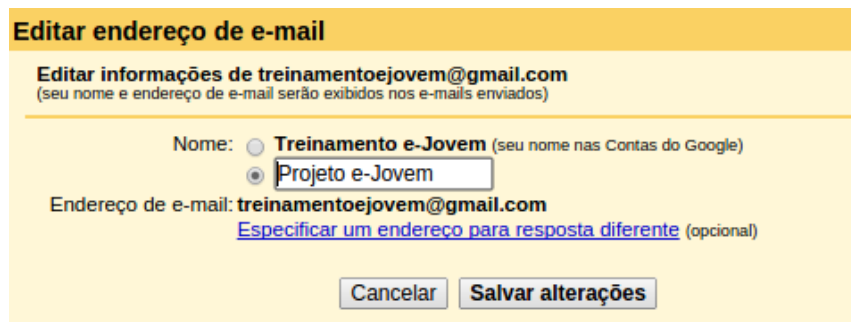 Editar endereço de e-mail
Editar informações de treinamentoejovem@gmail.com
(seu nome e endereço de e-mail serão exibidos nos e-mails enviados)
Nome: Treinamento e-Jovem (seu nome nas Contas do Google)
Projeto e-Jovem
Endereço de e-mail: treinamentoejovem@gmail.com
Especificar um endereço para resposta diferente (opcional)
Cancelar Salvar alterações